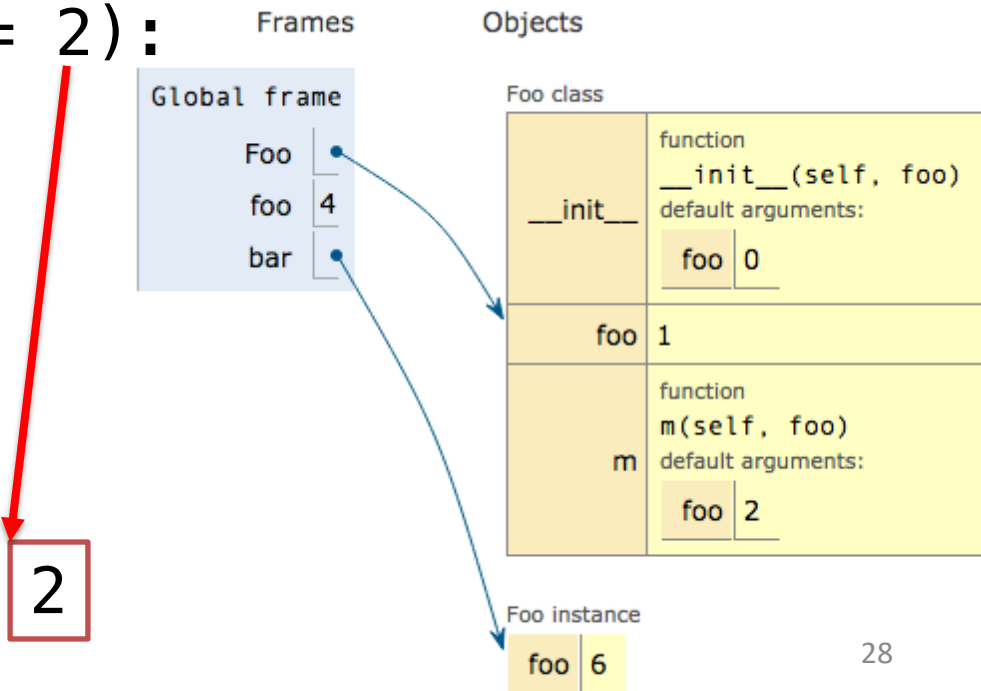 = 2):
Frames
Objects
Global frame
Foo
foo 4
bar
Foo class
__init__
function
__init__(self, foo)
default arguments:
foo 0
foo 1
m
function
m(self, foo)
default arguments:
foo 2
2
Foo instance
foo 6
28